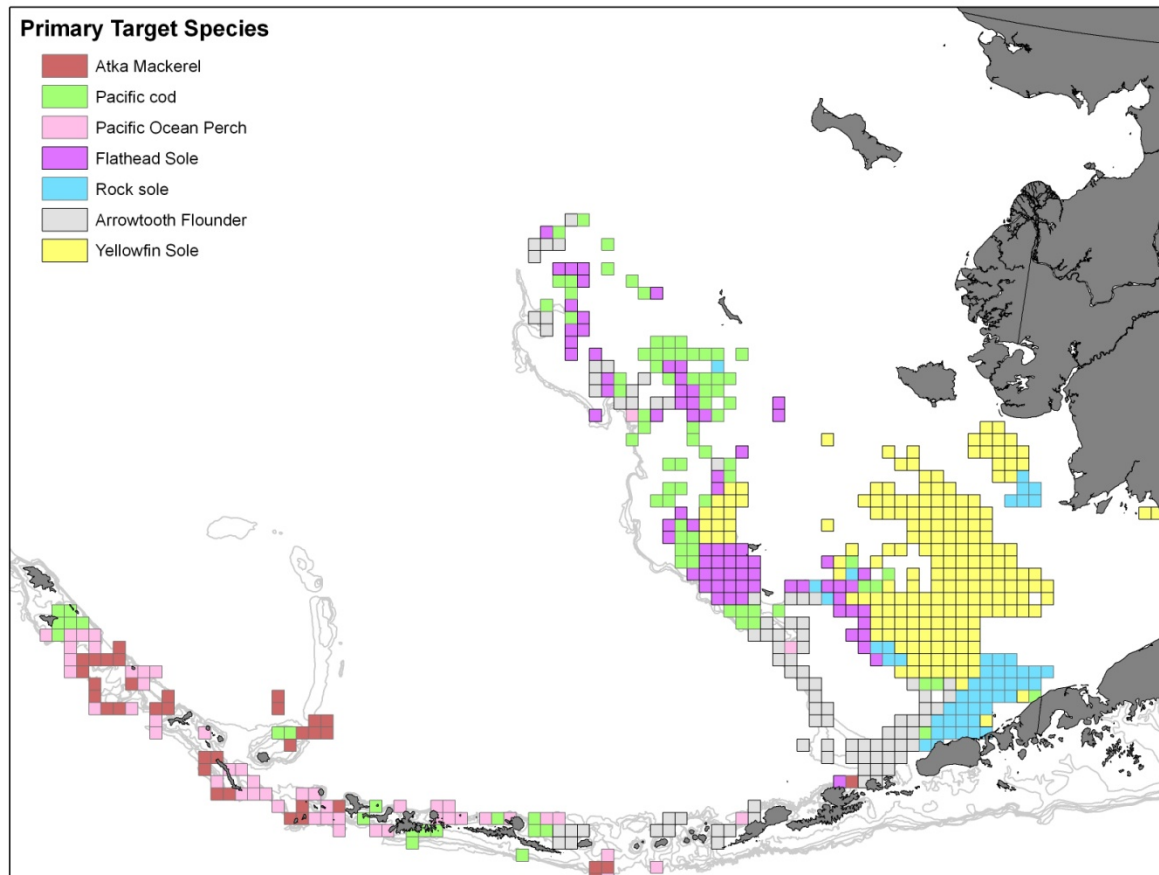 Primary Target Species
Atka Mackerel
Pacific cod
Pacific Ocean Perch
Flathead Sole
Rock sole
Arrowtooth Flounder
Yellowfin Sole